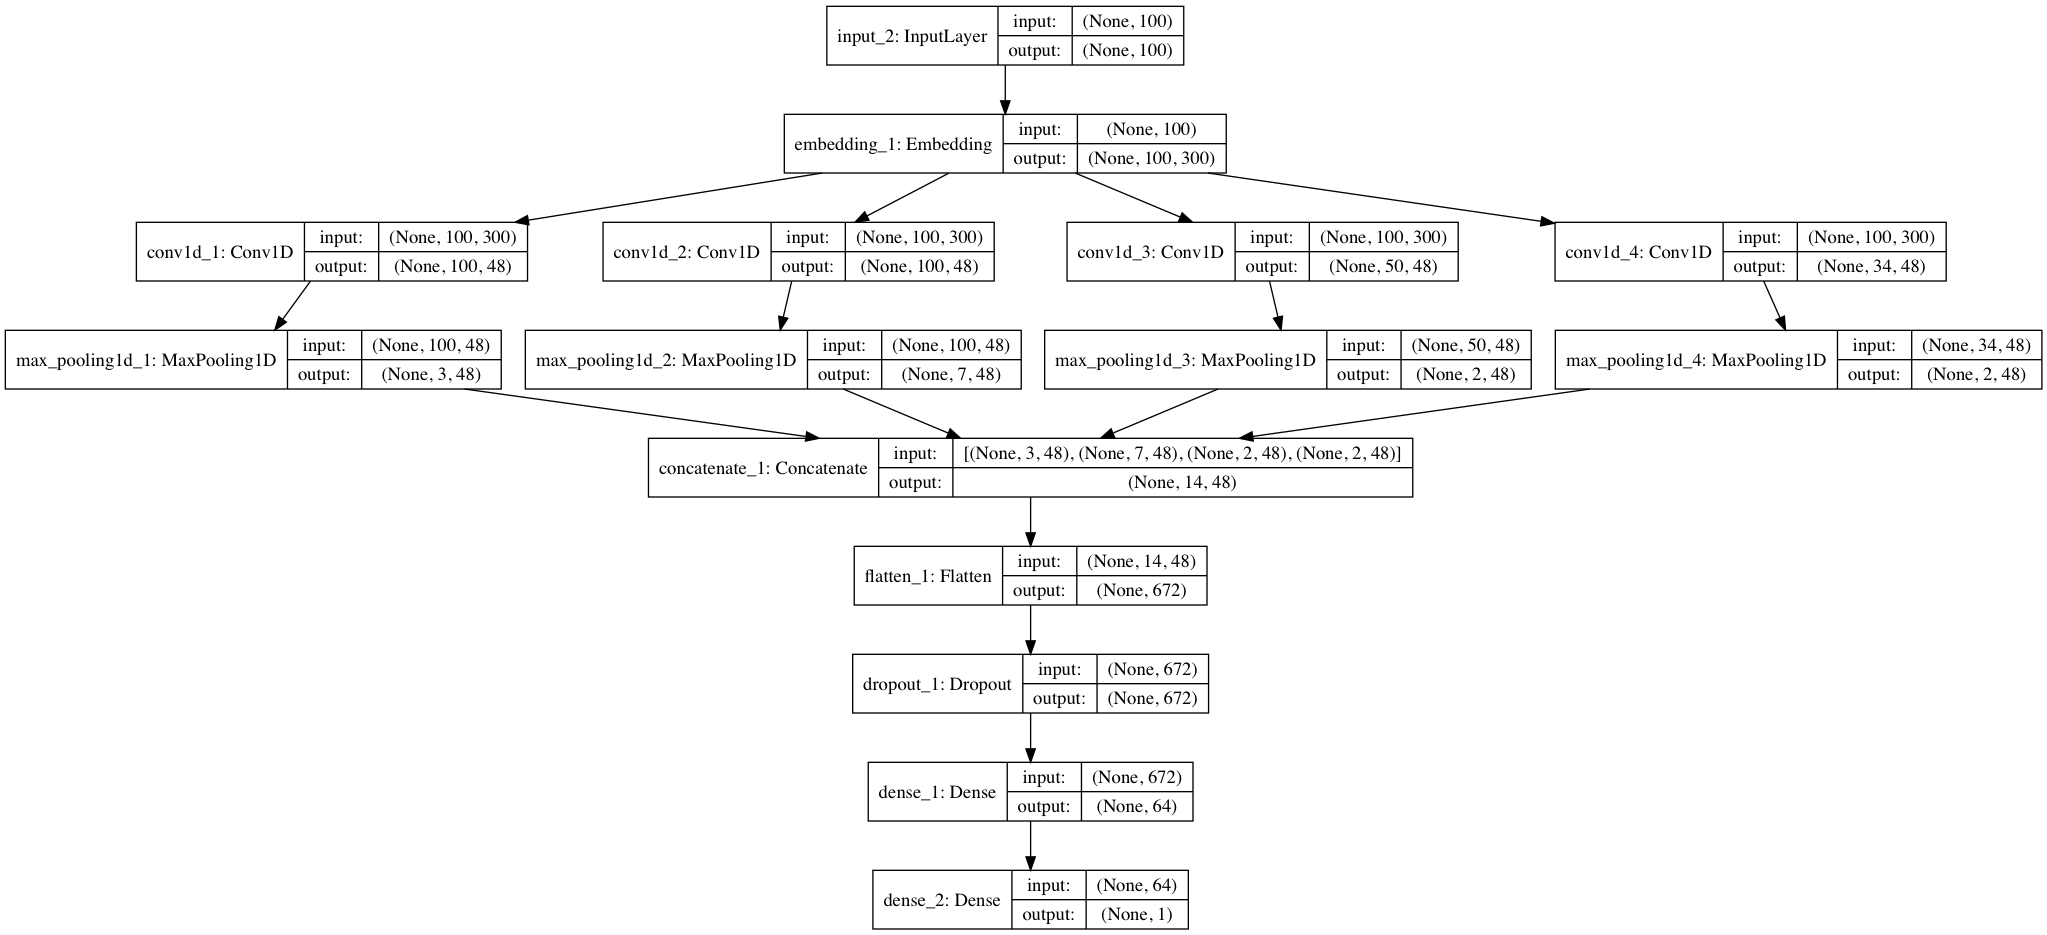 input_2: InputLayer
input: (None, 100)
output: (None, 100)
embedding_1: Embedding
input: (None, 100)
output: (None, 100, 300)
conv1d_1: Conv1D
input: (None, 100, 300)
output: (None, 100, 48)
conv1d_2: Conv1D
input: (None, 100, 300)
output: (None, 100, 48)
conv1d_3: Conv1D
input: (None, 100, 300)
output: (None, 50, 48)
conv1d_4: Conv1D
input: (None, 100, 300)
output: (None, 34, 48)
max_pooling1d_1: MaxPooling1D
input: (None, 100, 48)
output: (None, 3, 48)
max_pooling1d_2: MaxPooling1D
input: (None, 100, 48)
output: (None, 7, 48)
max_pooling1d_3: MaxPooling1D
input: (None, 50, 48)
output: (None, 2, 48)
max_pooling1d_4: MaxPooling1D
input: (None, 34, 48)
output: (None, 2, 48)
concatenate_1: Concatenate
input: [(None, 3, 48), (None, 7, 48), (None, 2, 48), (None, 2, 48)]
output: (None, 14, 48)
flatten_1: Flatten
input: (None, 14, 48)
output: (None, 672)
dropout_1: Dropout
input: (None, 672)
output: (None, 672)
dense_1: Dense
input: (None, 672)
output: (None, 64)
dense_2: Dense
input: (None, 64)
output: (None, 1)